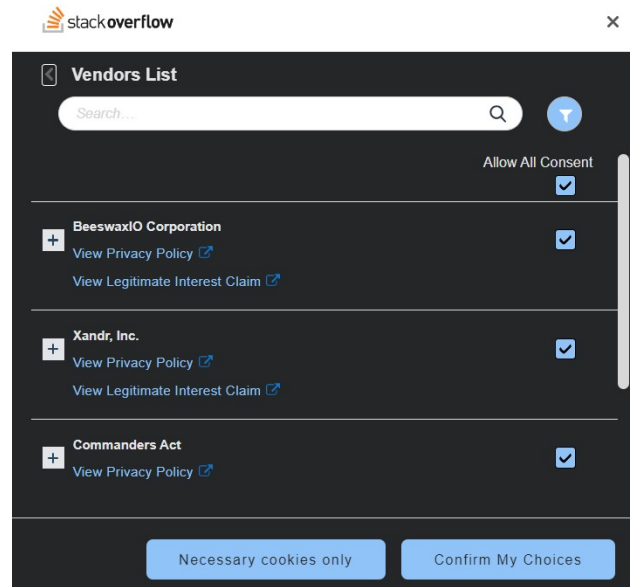 stackoverflow
Vendors List
Search...
Allow All Consent
BeeswaxIO Corporation
View Privacy Policy
View Legitimate Interest Claim
Xandr, Inc.
View Privacy Policy
View Legitimate Interest Claim
Commanders Act
View Privacy Policy
Necessary cookies only
Confirm My Choices